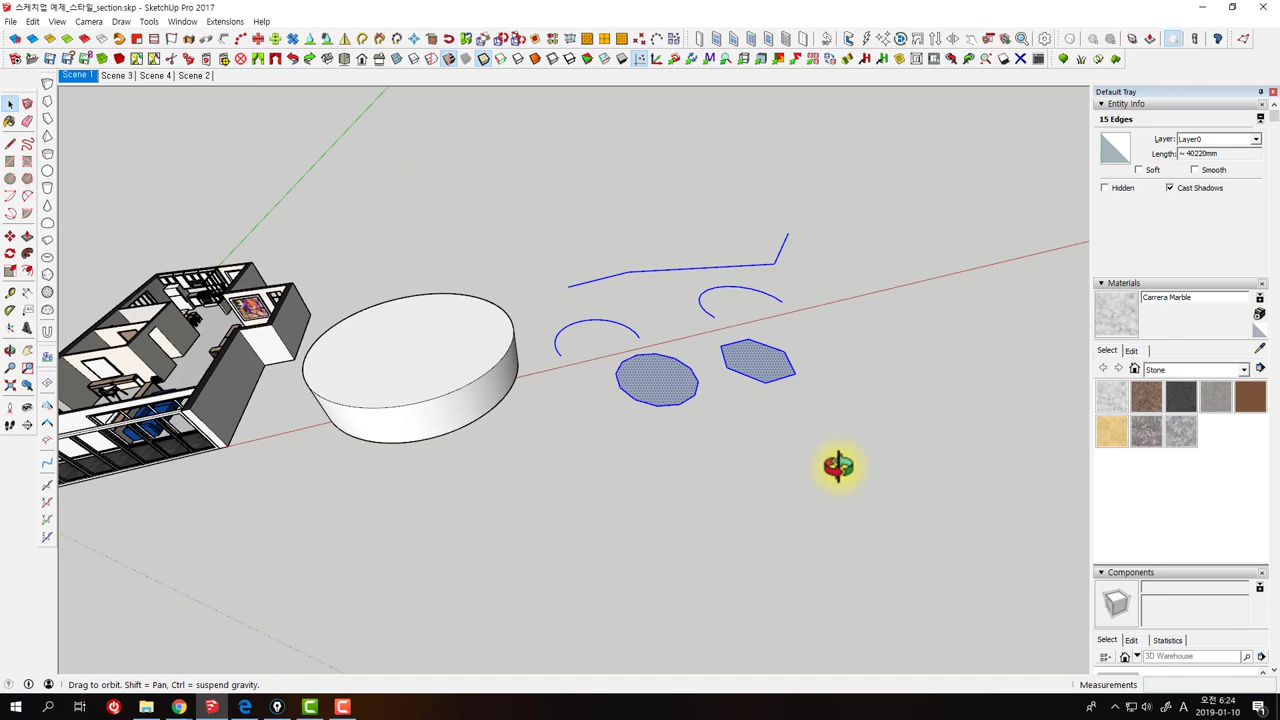 스케치업 예제_스타일_section.skp - SketchUp Pro 2017
File Edit View Camera Draw Tools Window Extensions Help
Scene 1 Scene 3 Scene 4 Scene 2
Default Tray
Entity Info
15 Edges
Layer: Layer0
Length: ~ 40220mm
Soft Smooth
Hidden Cast Shadows
Materials
Carrera Marble
Select Edit
Stone
Components
Select Edit Statistics
3D Warehouse
Drag to orbit. Shift = Pan, Ctrl = suspend gravity.
Measurements
A 오전 6:24
2019-01-10